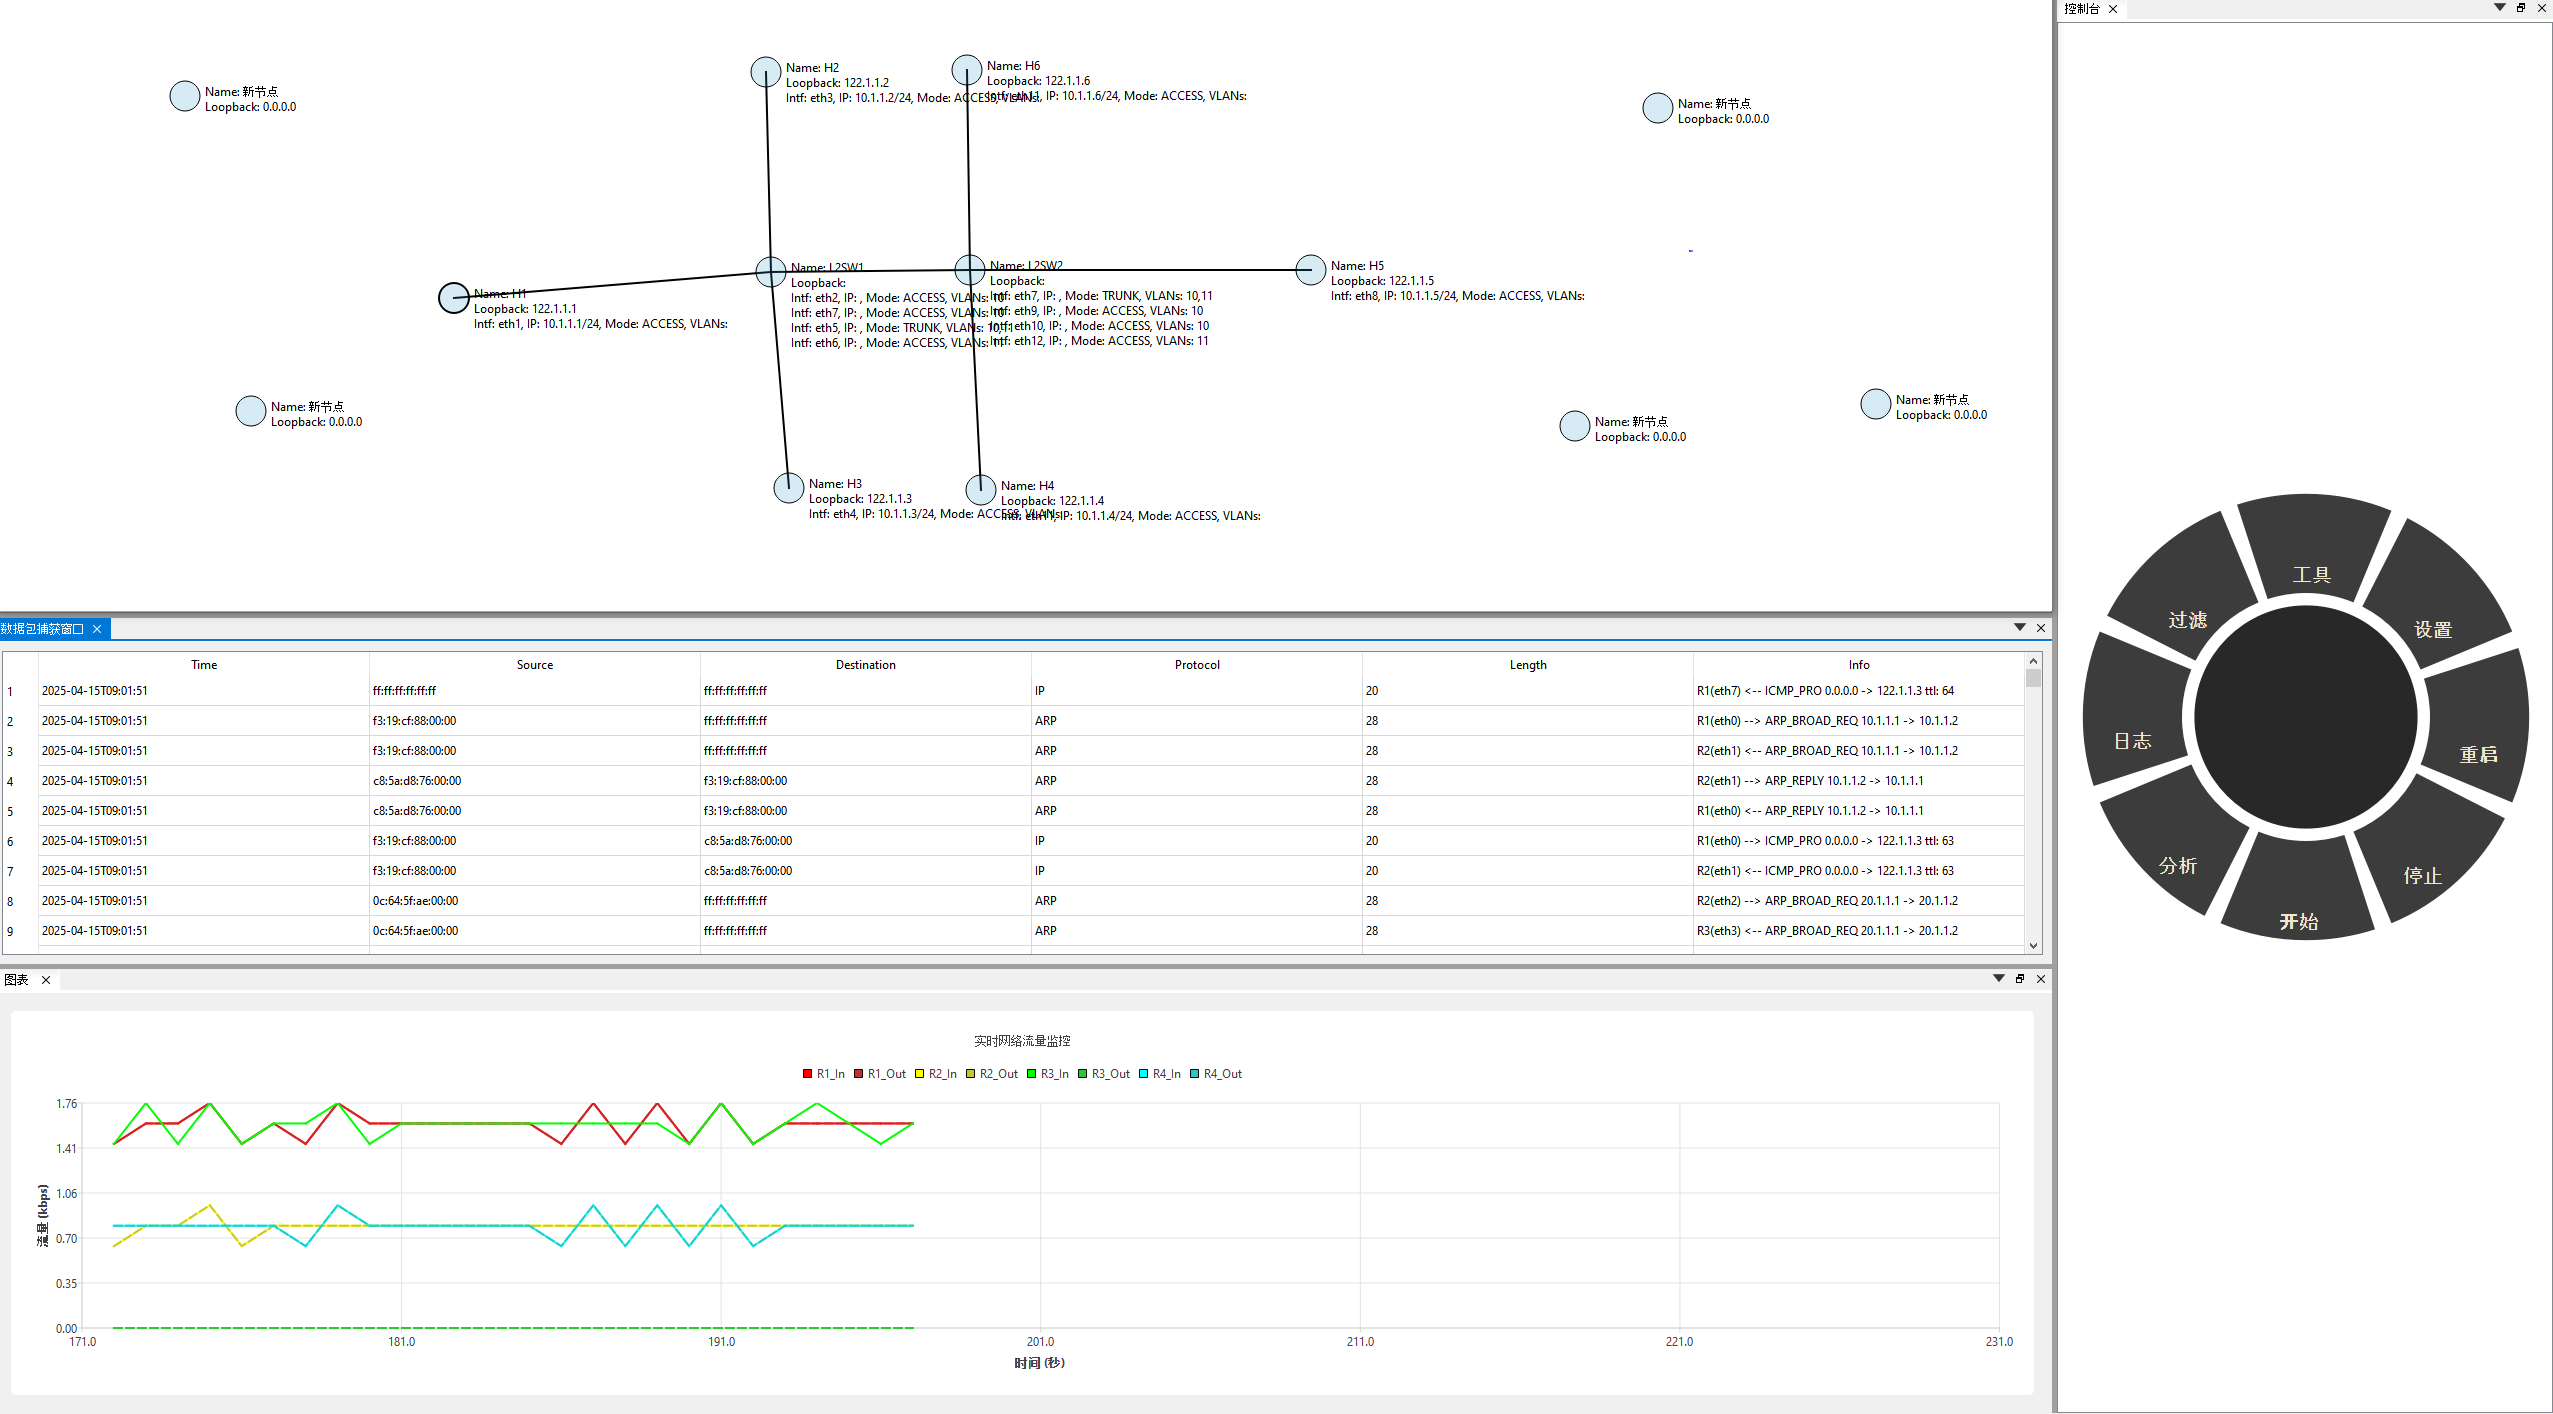 控制台
Name: H2
Loopback: 122.1.1.2
Intf: eth3, IP: 10.1.1.2/24, Mode: ACCESS, VLANs:
Name: H6
Loopback: 122.1.1.6
Intf: eth11, IP: 10.1.1.6/24, Mode: ACCESS, VLANs:
Name: 新节点
Loopback: 0.0.0.0
Name: 新节点
Loopback: 0.0.0.0
Name: H1
Loopback: 122.1.1.1
Intf: eth1, IP: 10.1.1.1/24, Mode: ACCESS, VLANs:
Name: L2SW1
Loopback:
Intf: eth2, IP: , Mode: ACCESS, VLANs: 10
Intf: eth7, IP: , Mode: ACCESS, VLANs: 10
Intf: eth5, IP: , Mode: TRUNK, VLANs: 10,11
Intf: eth6, IP: , Mode: ACCESS, VLANs: 11
Name: L2SW2
Loopback:
Intf: eth7, IP: , Mode: TRUNK, VLANs: 10,11
Intf: eth9, IP: , Mode: ACCESS, VLANs: 10
Intf: eth10, IP: , Mode: ACCESS, VLANs: 10
Intf: eth12, IP: , Mode: ACCESS, VLANs: 11
Name: H5
Loopback: 122.1.1.5
Intf: eth8, IP: 10.1.1.5/24, Mode: ACCESS, VLANs:
Name: 新节点
Loopback: 0.0.0.0
Name: 新节点
Loopback: 0.0.0.0
Name: 新节点
Loopback: 0.0.0.0
Name: H3
Loopback: 122.1.1.3
Intf: eth4, IP: 10.1.1.3/24, Mode: ACCESS, VLANs:
Name: H4
Loopback: 122.1.1.4
Intf: eth11, IP: 10.1.1.4/24, Mode: ACCESS, VLANs:
工具
设置
重启
停止
开始
分析
日志
过滤
数据包捕获窗口
Time Source Destination Protocol Length Info
1 2025-04-15T09:01:51 ff:ff:ff:ff:ff:ff ff:ff:ff:ff:ff:ff IP 20 R1(eth7) <-- ICMP_PRO 0.0.0.0 -> 122.1.1.3 ttl: 64
2 2025-04-15T09:01:51 f3:19:cf:88:00:00 ff:ff:ff:ff:ff:ff ARP 28 R1(eth0) --> ARP_BROAD_REQ 10.1.1.1 -> 10.1.1.2
3 2025-04-15T09:01:51 f3:19:cf:88:00:00 ff:ff:ff:ff:ff:ff ARP 28 R2(eth1) <-- ARP_BROAD_REQ 10.1.1.1 -> 10.1.1.2
4 2025-04-15T09:01:51 c8:5a:d8:76:00:00 f3:19:cf:88:00:00 ARP 28 R2(eth1) --> ARP_REPLY 10.1.1.2 -> 10.1.1.1
5 2025-04-15T09:01:51 c8:5a:d8:76:00:00 f3:19:cf:88:00:00 ARP 28 R1(eth0) <-- ARP_REPLY 10.1.1.2 -> 10.1.1.1
6 2025-04-15T09:01:51 f3:19:cf:88:00:00 c8:5a:d8:76:00:00 IP 20 R1(eth0) --> ICMP_PRO 0.0.0.0 -> 122.1.1.3 ttl: 63
7 2025-04-15T09:01:51 f3:19:cf:88:00:00 c8:5a:d8:76:00:00 IP 20 R2(eth1) <-- ICMP_PRO 0.0.0.0 -> 122.1.1.3 ttl: 63
8 2025-04-15T09:01:51 0c:64:5f:ae:00:00 ff:ff:ff:ff:ff:ff ARP 28 R2(eth2) --> ARP_BROAD_REQ 20.1.1.1 -> 20.1.1.2
9 2025-04-15T09:01:51 0c:64:5f:ae:00:00 ff:ff:ff:ff:ff:ff ARP 28 R3(eth3) <-- ARP_BROAD_REQ 20.1.1.1 -> 20.1.1.2
图表
实时网络流量监控
R1_In R1_Out R2_In R2_Out R3_In R3_Out R4_In R4_Out
1.76
1.41
1.06
0.70
0.35
0.00
流量 (kbps)
171.0 181.0 191.0 201.0 211.0 221.0 231.0
时间 (秒)